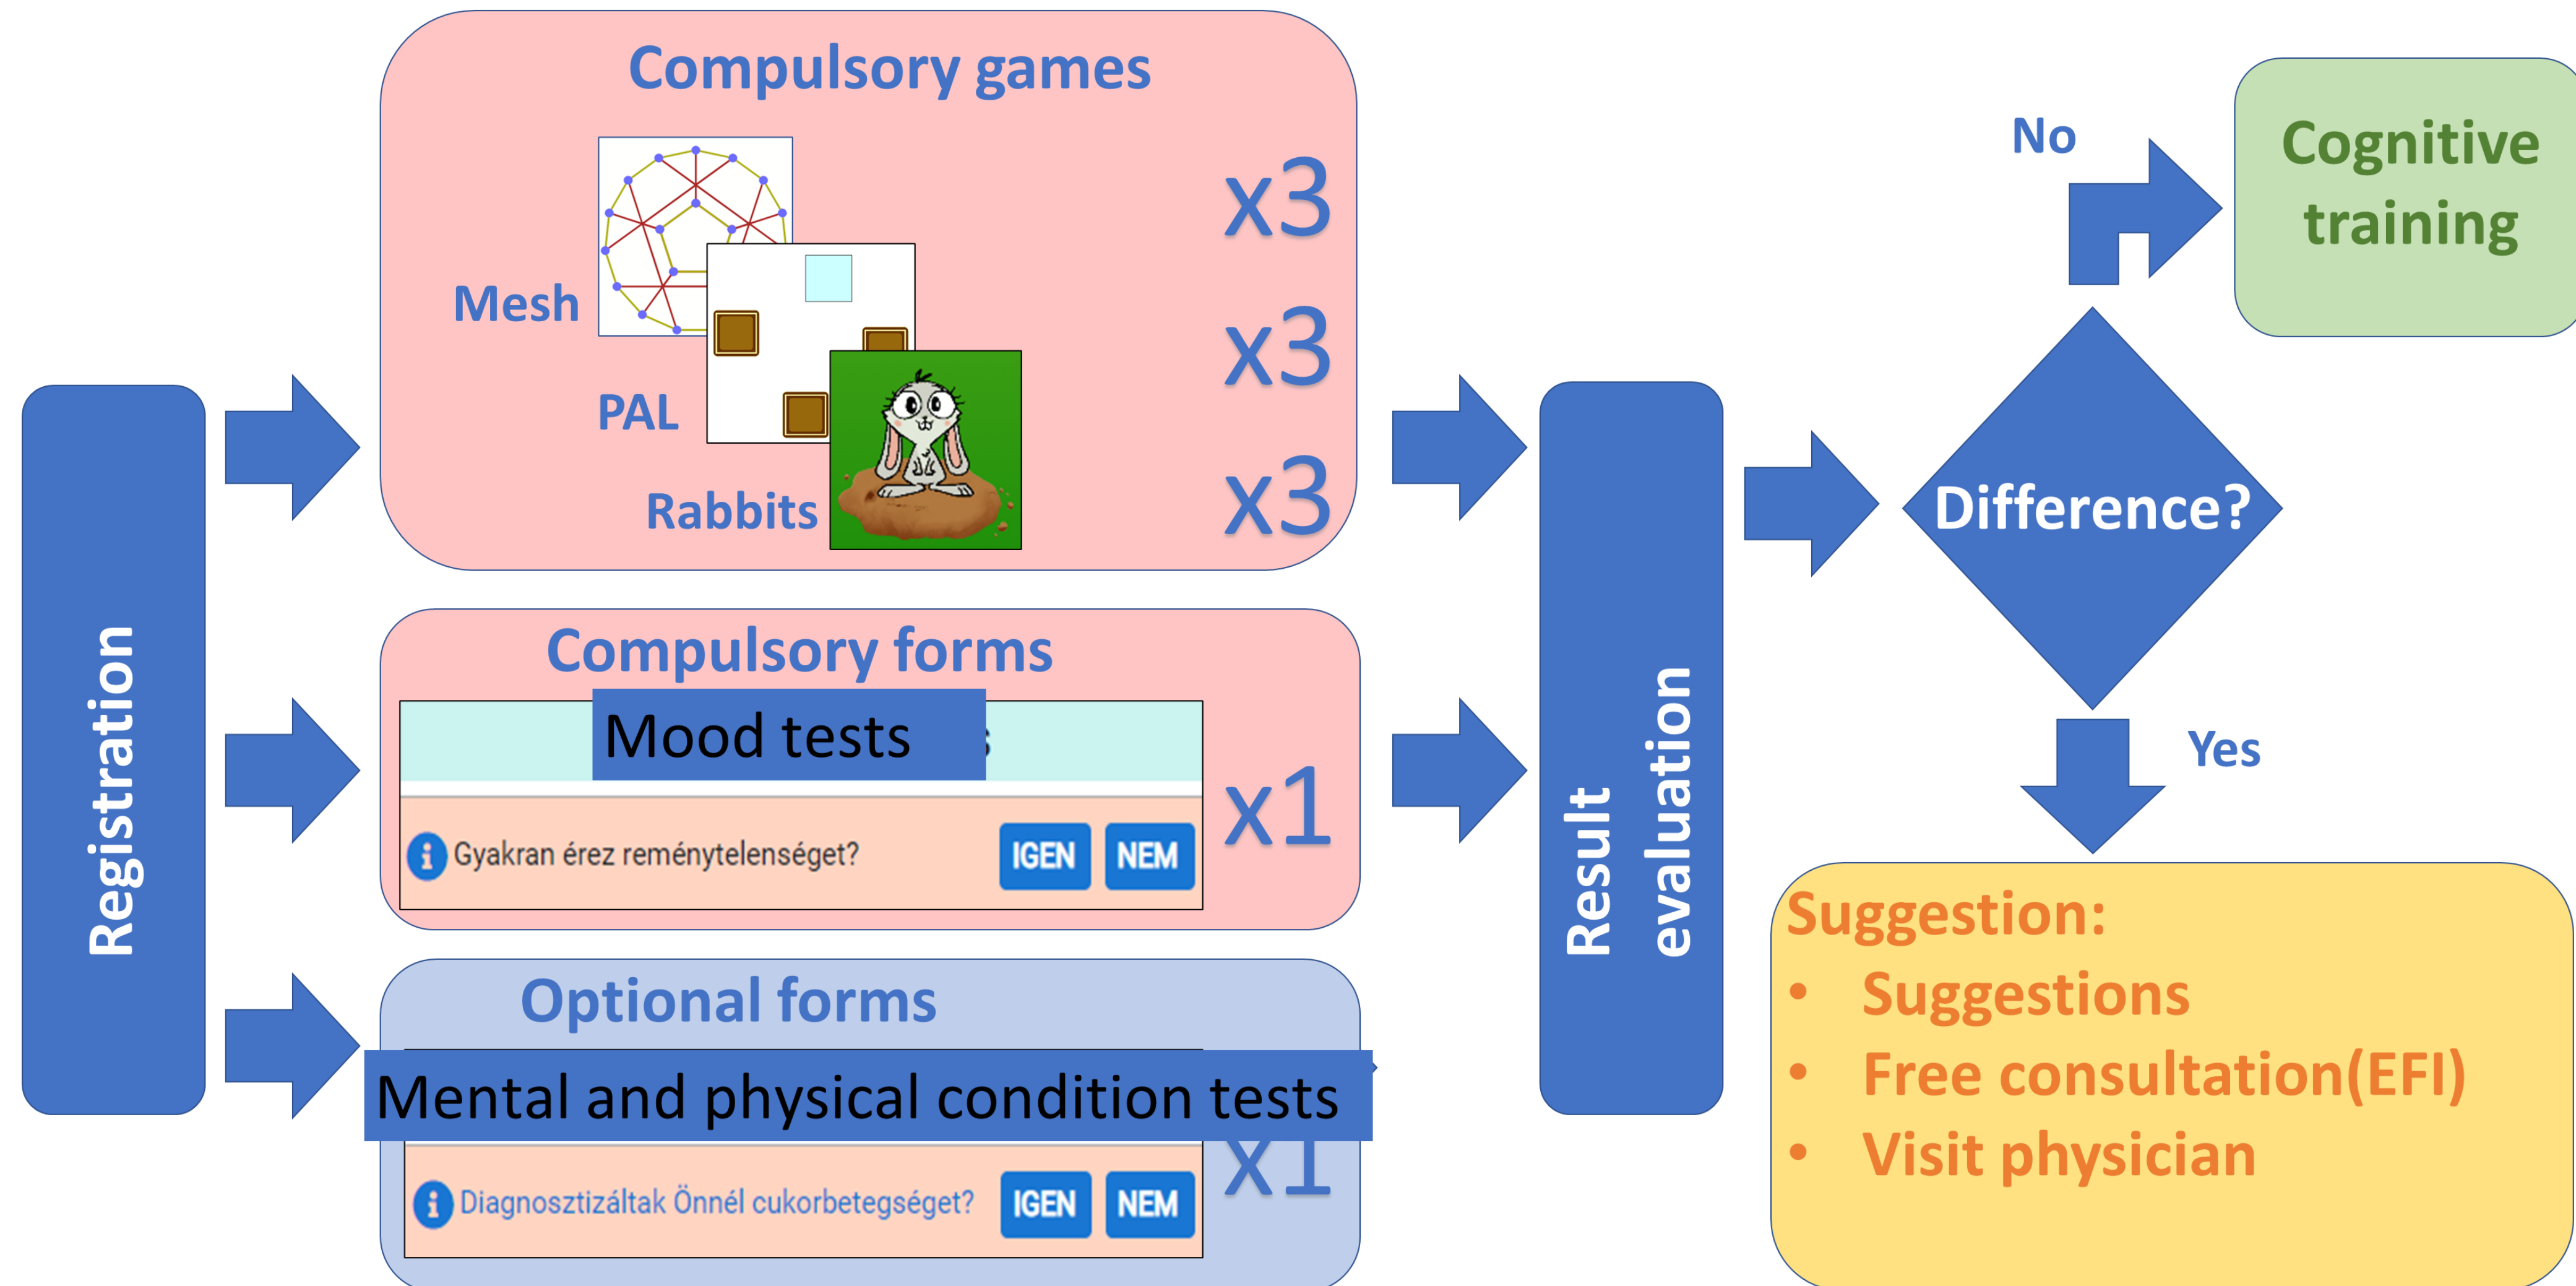 Registration
Compulsory games
Mesh
PAL
Rabbits
x3
x3
x3
Compulsory forms
Mood tests
Gyakran érez reménytelenséget?
IGEN
NEM
x1
Optional forms
Mental and physical condition tests
Diagnosztizáltak Önnél cukorbetegséget?
IGEN
NEM
x1
Result
evaluation
Difference?
No
Cognitive
training
Yes
Suggestion:
• Suggestions
• Free consultation(EFI)
• Visit physician